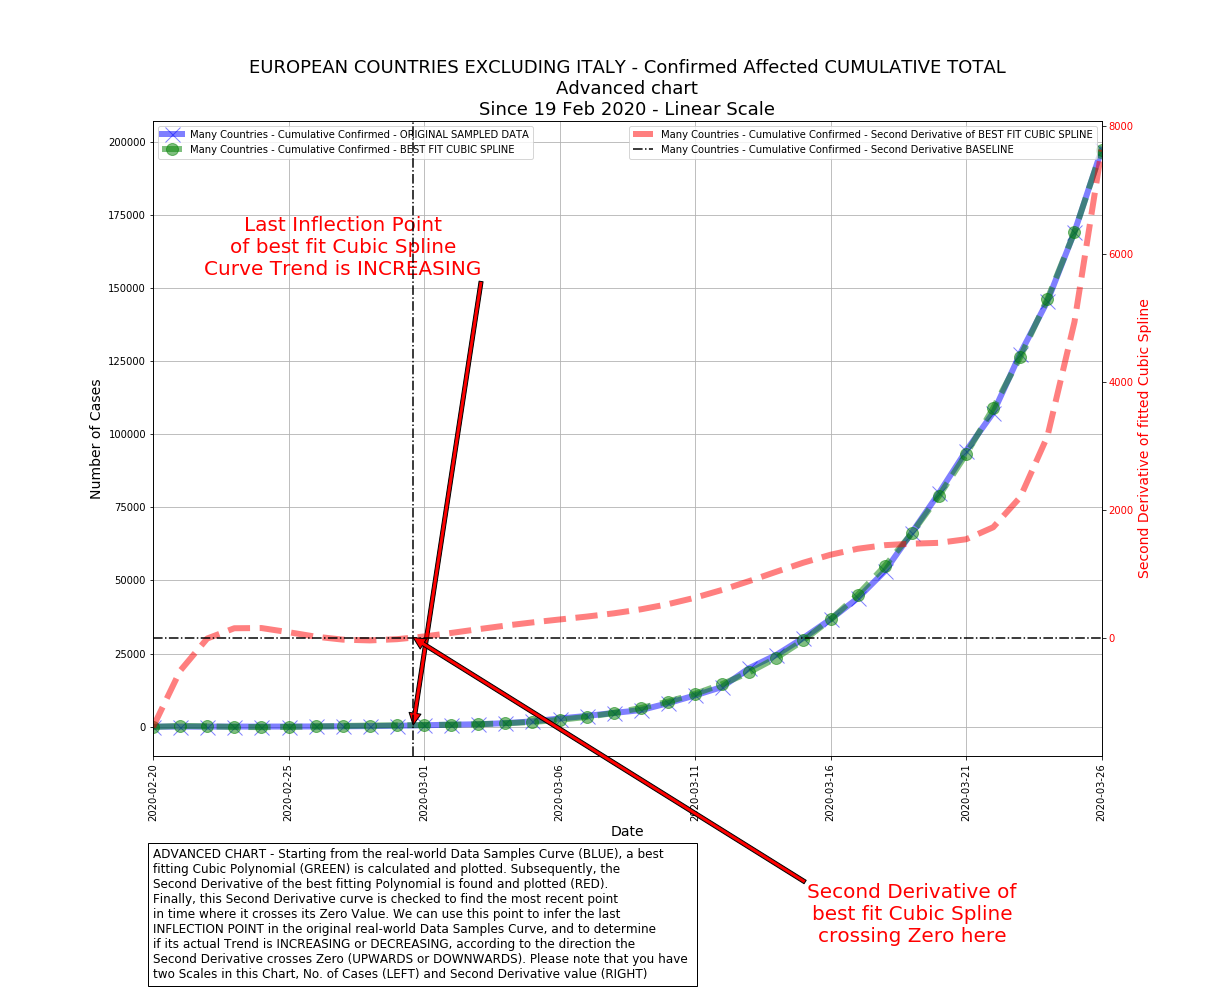 EUROPEAN COUNTRIES EXCLUDING ITALY - Confirmed Affected CUMULATIVE TOTAL
Advanced chart
Since 19 Feb 2020 - Linear Scale
Many Countries - Cumulative Confirmed - ORIGINAL SAMPLED DATA
Many Countries - Cumulative Confirmed - BEST FIT CUBIC SPLINE
Many Countries - Cumulative Confirmed - Second Derivative of BEST FIT CUBIC SPLINE
Many Countries - Cumulative Confirmed - Second Derivative BASELINE
Last Inflection Point
of best fit Cubic Spline
Curve Trend is INCREASING
Number of Cases
200000
175000
150000
125000
100000
75000
50000
25000
0
8000
6000
4000
2000
0
Second Derivative of fitted Cubic Spline
2020-02-20
2020-02-25
2020-03-01
2020-03-06
2020-03-11
2020-03-16
2020-03-21
2020-03-26
Date
ADVANCED CHART - Starting from the real-world Data Samples Curve (BLUE), a best
fitting Cubic Polynomial (GREEN) is calculated and plotted. Subsequently, the
Second Derivative of the best fitting Polynomial is found and plotted (RED).
Finally, this Second Derivative curve is checked to find the most recent point
in time where it crosses its Zero Value. We can use this point to infer the last
INFLECTION POINT in the original real-world Data Samples Curve, and to determine
if its actual Trend is INCREASING or DECREASING, according to the direction the
Second Derivative crosses Zero (UPWARDS or DOWNWARDS). Please note that you have
two Scales in this Chart, No. of Cases (LEFT) and Second Derivative value (RIGHT)
Second Derivative of
best fit Cubic Spline
crossing Zero here